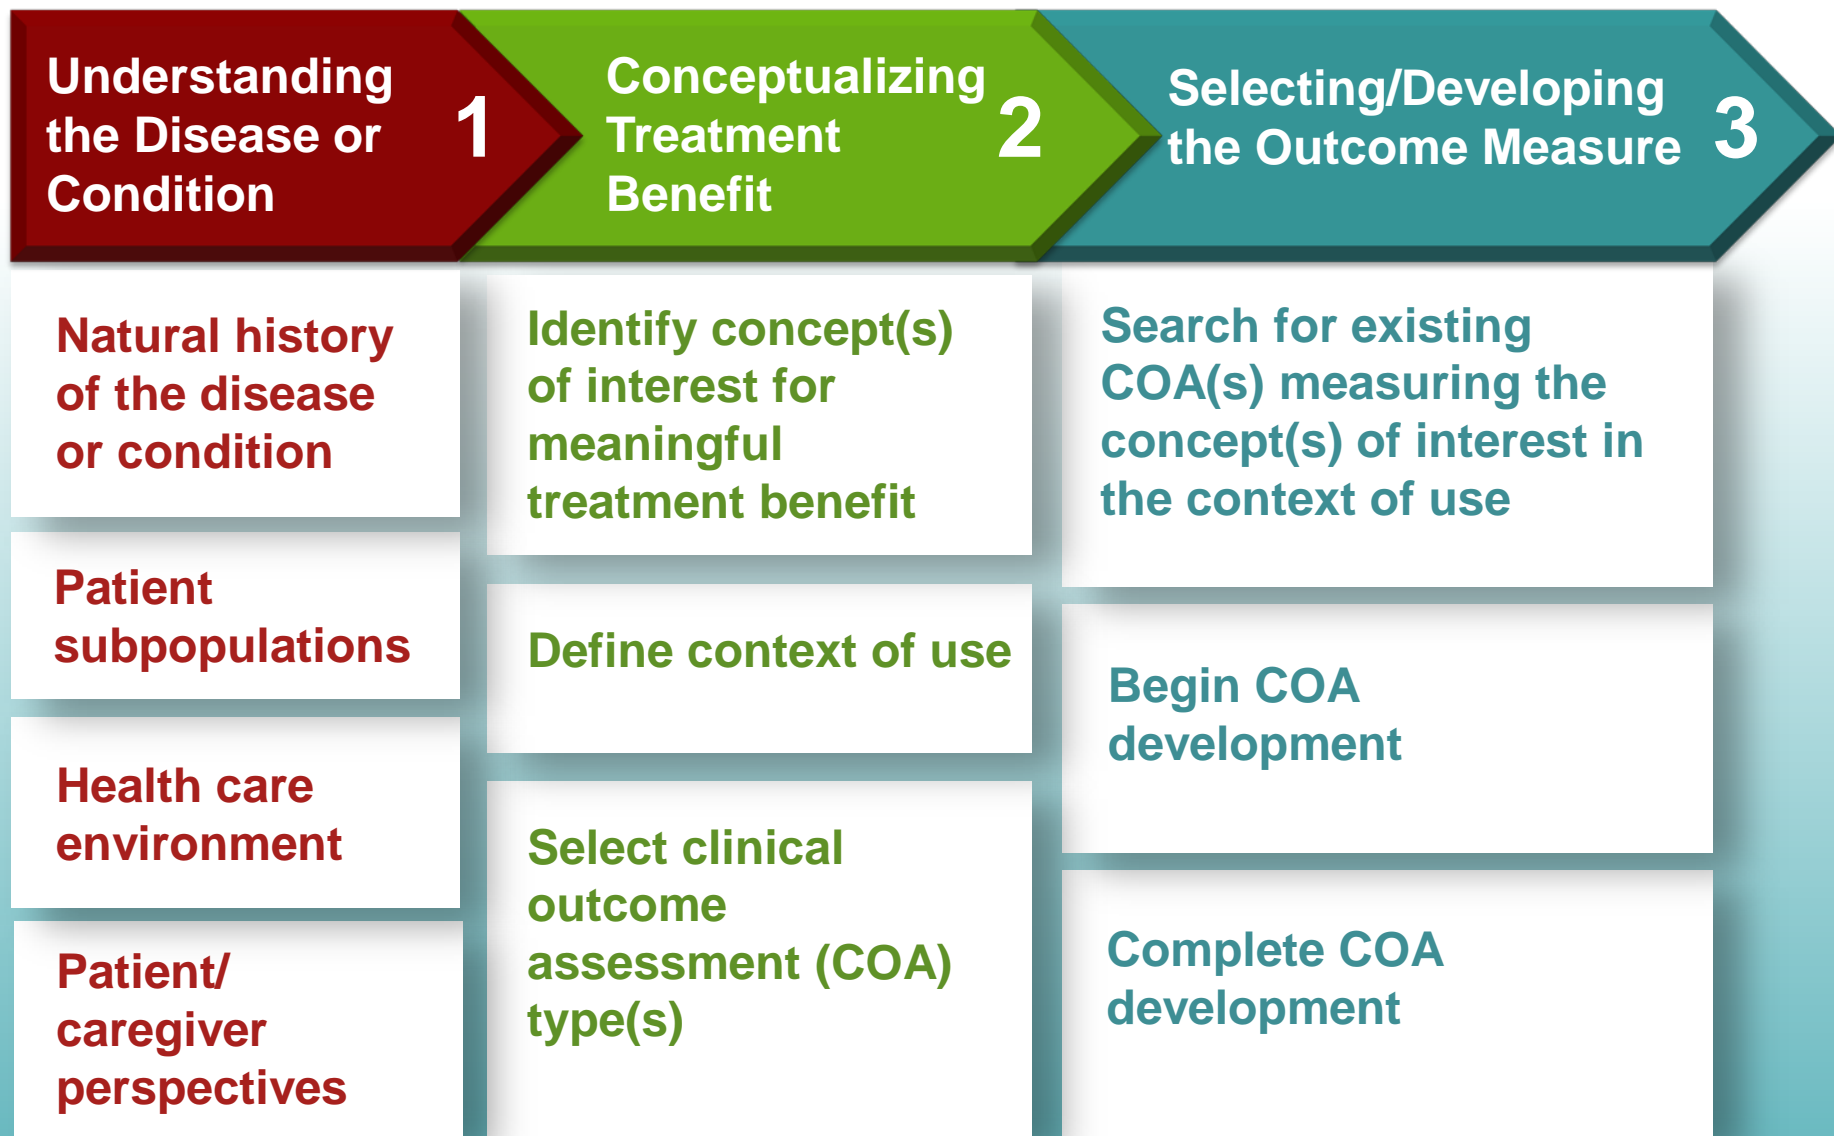 Understanding
the Disease or
Condition
1
Conceptualizing
Treatment
Benefit
2
Selecting/Developing
the Outcome Measure
3
Natural history
of the disease
or condition
Patient
subpopulations
Health care
environment
Patient/
caregiver
perspectives
Identify concept(s)
of interest for
meaningful
treatment benefit
Define context of use
Select clinical
outcome
assessment (COA)
type(s)
Search for existing
COA(s) measuring the
concept(s) of interest in
the context of use
Begin COA
development
Complete COA
development